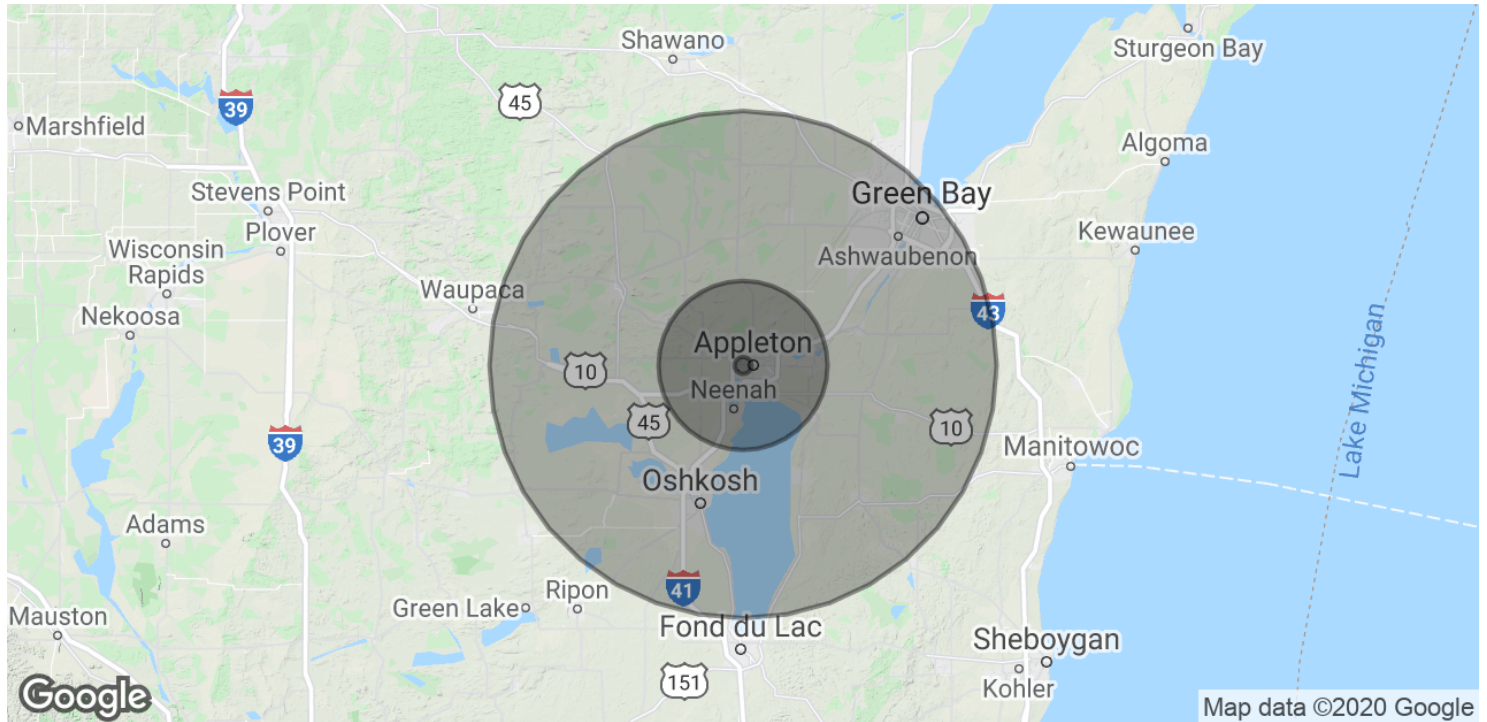 Shawano
Sturgeon Bay
45
39
Marshfield
Algoma
Stevens Point
Green Bay
Plover
Kewaunee
Wisconsin
Rapids
Ashwaubenon
Waupaca
Nekoosa
43
Appleton
Lake Michigan
10
Neenah
45
10
39
Manitowoc
Oshkosh
Adams
41
Ripon
Green Lake
Mauston
Fond du Lac
Sheboygan
151
Kohler
Google
Map data ©2020 Google